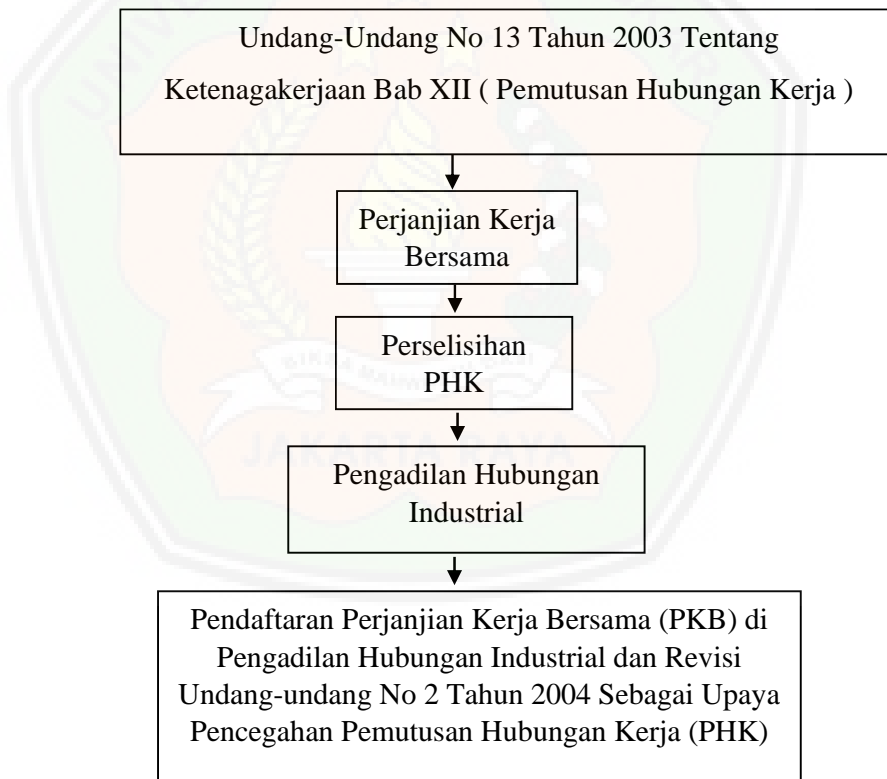 Undang-Undang No 13 Tahun 2003 Tentang
Ketenagakerjaan Bab XII ( Pemutusan Hubungan Kerja )
Perjanjian Kerja
Bersama
Perselisihan
PHK
JAKARTA RAYA
Pengadilan Hubungan
Industrial
Pendaftaran Perjanjian Kerja Bersama (PKB) di
Pengadilan Hubungan Industrial dan Revisi
Undang-undang No 2 Tahun 2004 Sebagai Upaya
Pencegahan Pemutusan Hubungan Kerja (PHK)